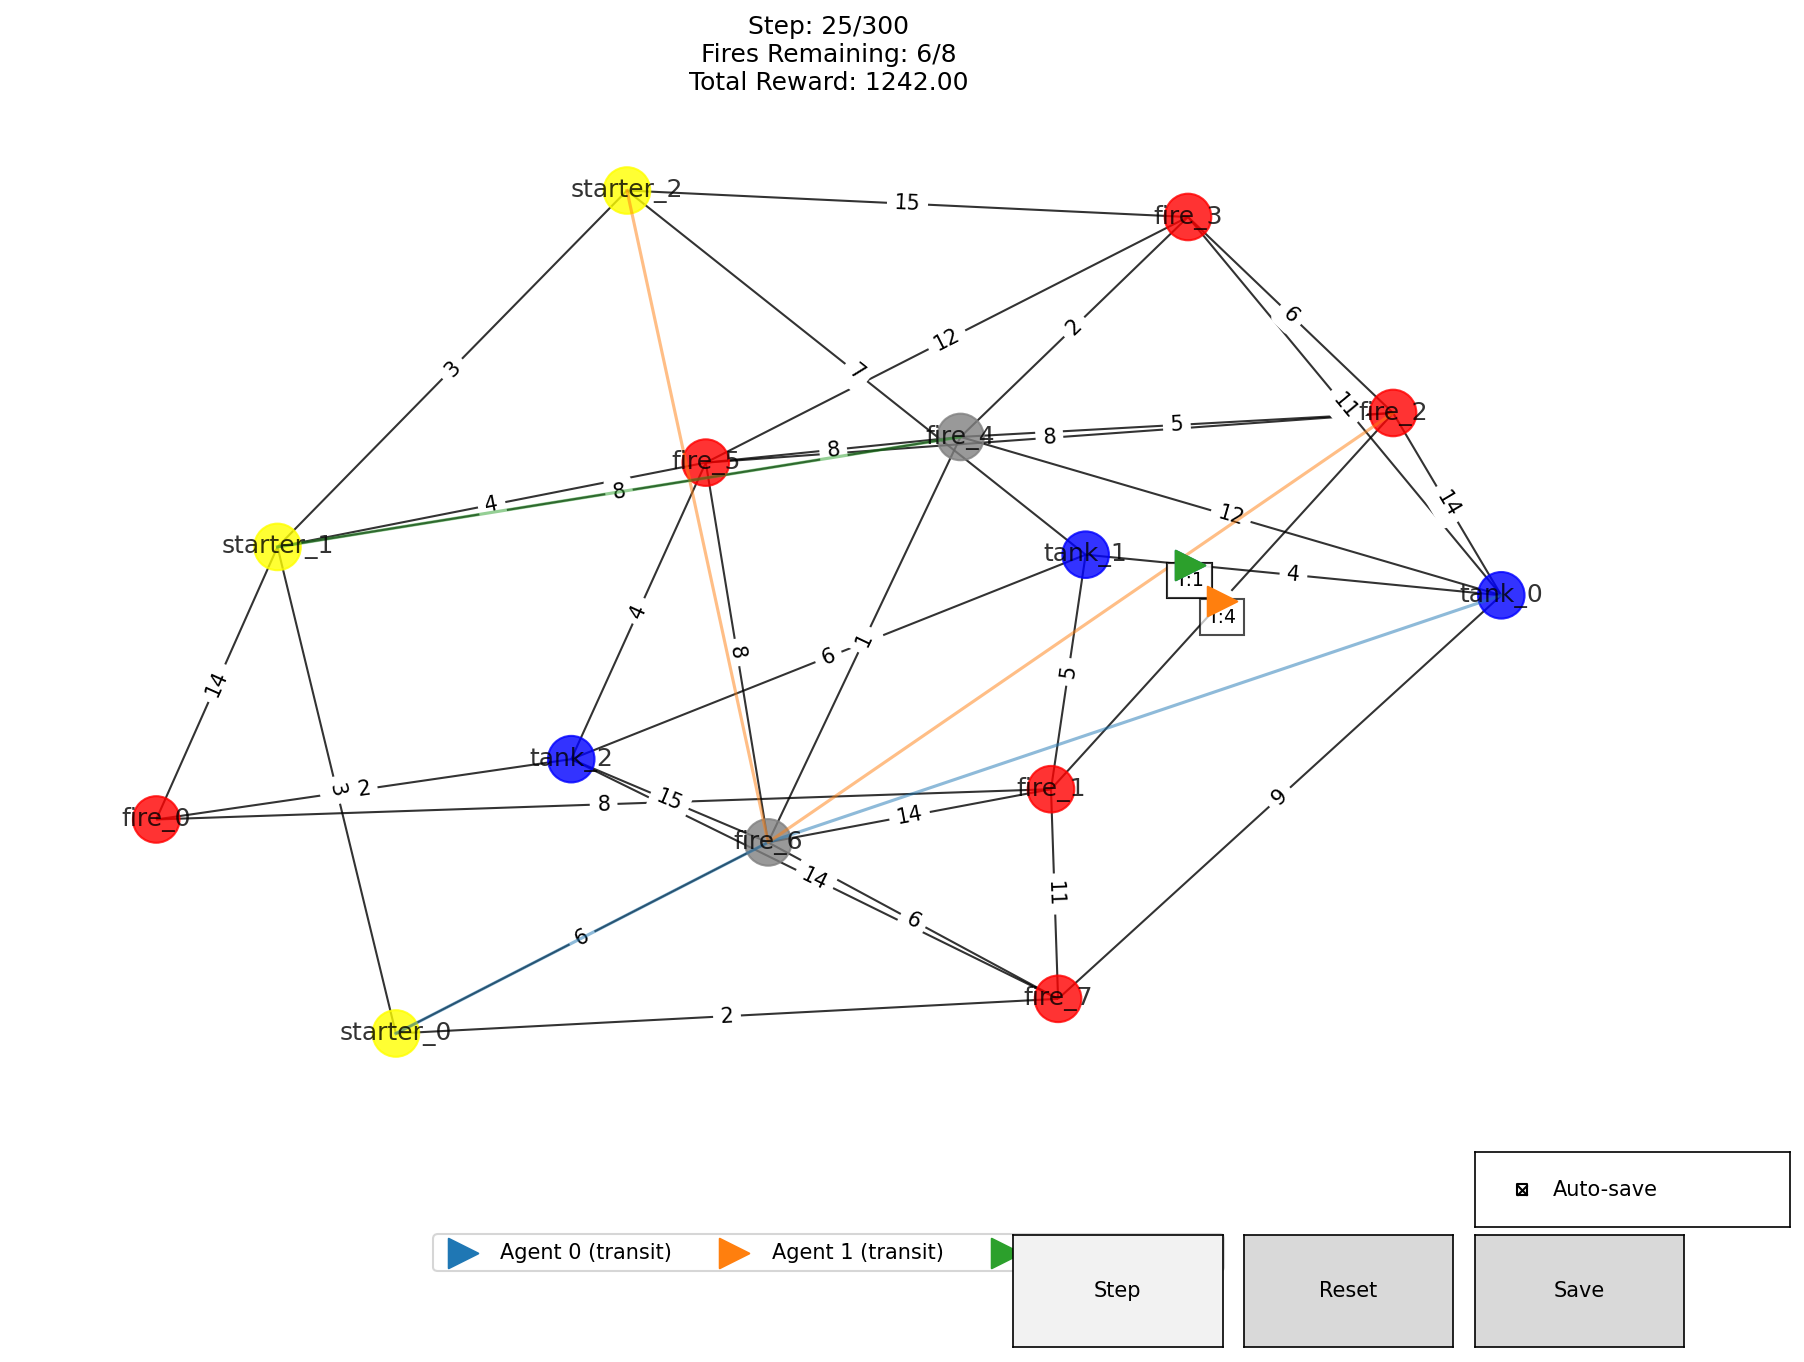 Step: 25/300
Fires Remaining: 6/8
Total Reward: 1242.00
starter_2
15
fire_3
6
2
12
3
7
11
fire_2
5
8
8
fire_4
fire_5
4
8
14
12
starter_1
tank_1
4
tank_0
T:1
T:4
4
8
1
6
5
14
tank_2
3
2
15
8
fire_1
9
14
fire_0
fire_6
14
11
6
6
fire_7
2
starter_0
Auto-save
Agent 0 (transit)
Agent 1 (transit)
Step
Reset
Save